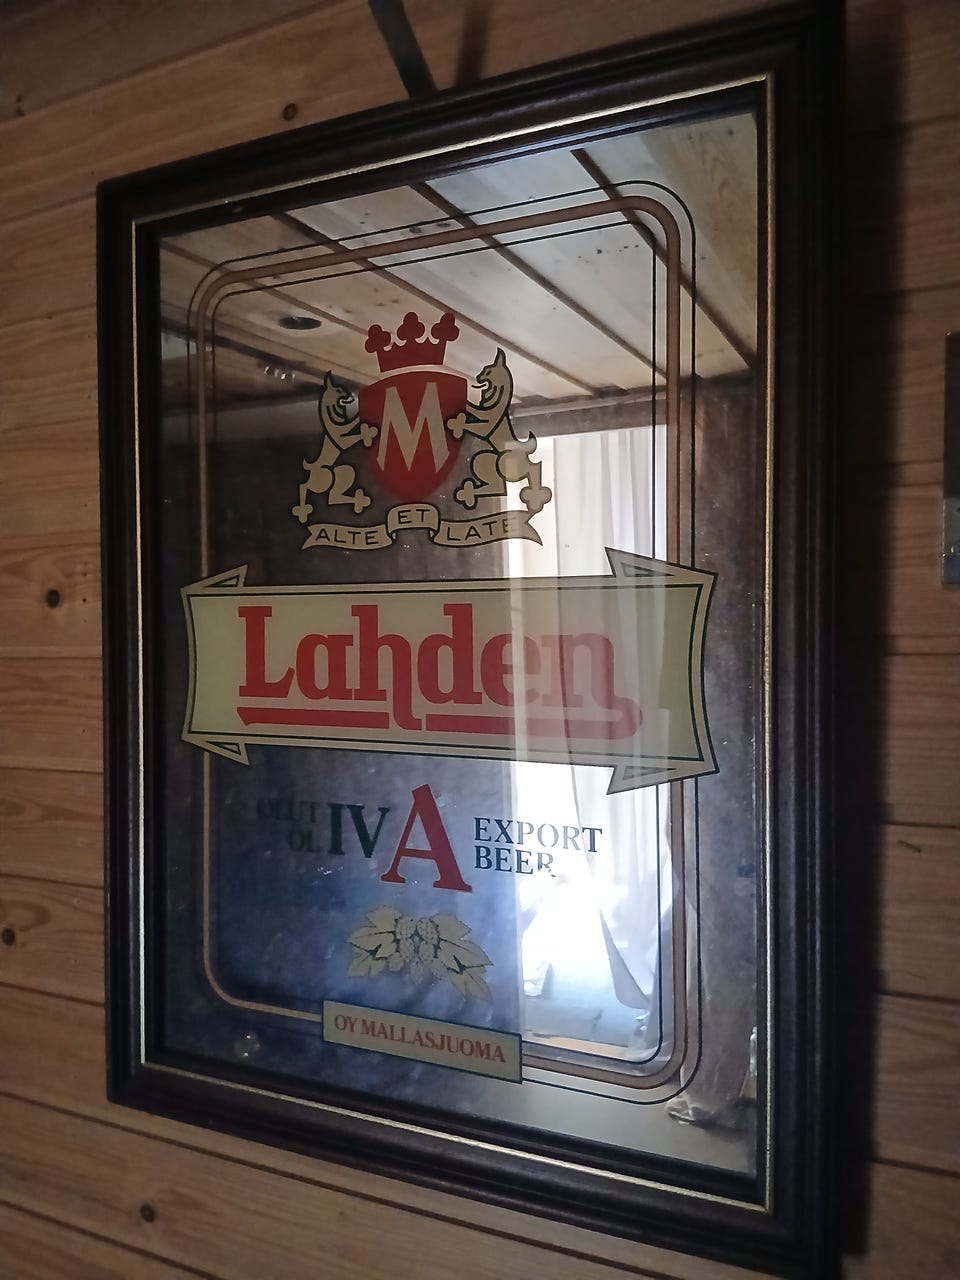 M
ALTE ET LATE
Lahden
OLUT
ÖL
IV A
EXPORT
BEER
OY MALLASJUOMA